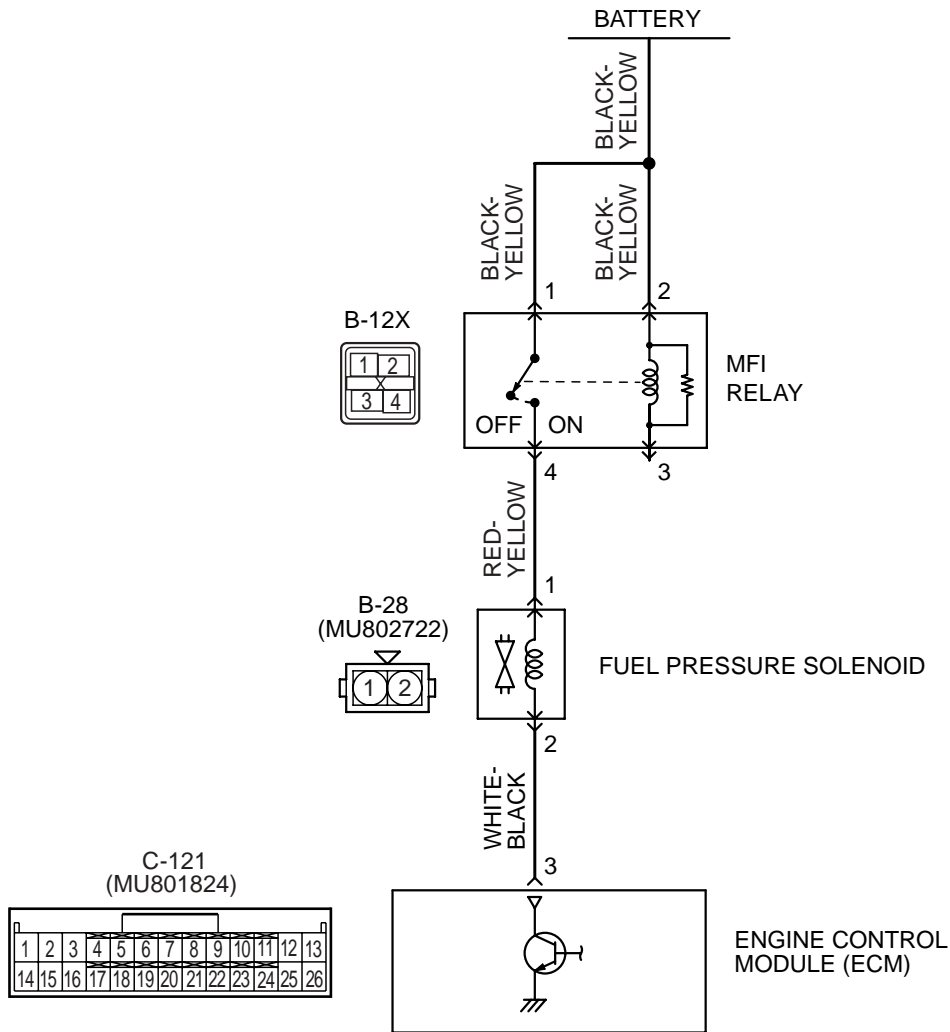 BATTERY
BLACK-
YELLOW
BLACK-
YELLOW
BLACK-
YELLOW
1
2
B-12X
1 2
X
3 4
MFI
RELAY
OFF ON
4
3
RED-
YELLOW
1
B-28
(MU802722)
1 2
FUEL PRESSURE SOLENOID
2
WHITE-
BLACK
3
C-121
(MU801824)
1 2 3 4 5 6 7 8 9 10 11 12 13
14 15 16 17 18 19 20 21 22 23 24 25 26
ENGINE CONTROL
MODULE (ECM)